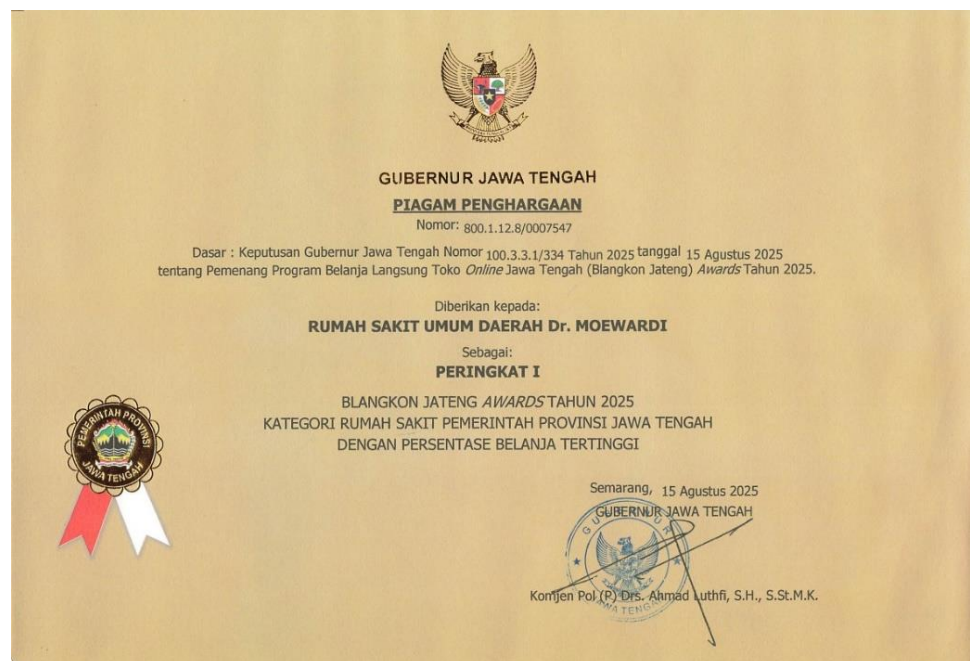 GUBERNUR JAWA TENGAH
PIAGAM PENGHARGAAN
Nomor: 800.1.12.8/0007547
Dasar : Keputusan Gubernur Jawa Tengah Nomor 100.3.3.1/334 Tahun 2025 tanggal 15 Agustus 2025
tentang Pemenang Program Belanja Langsung Toko Online Jawa Tengah (Blangkon Jateng) Awards Tahun 2025.
Diberikan kepada:
RUMAH SAKIT UMUM DAERAH Dr. MOEWARDI
Sebagai:
PERINGKAT I
BLANGKON JATENG AWARDS TAHUN 2025
KATEGORI RUMAH SAKIT PEMERINTAH PROVINSI JAWA TENGAH
DENGAN PERSENTASE BELANJA TERTINGGI
PEMERINTAH PROVINSI
JAWA TENGAH
Semarang, 15 Agustus 2025
GUBERNUR JAWA TENGAH
GUBERNUR
JAWA TENGAH
Komjen Pol (P) Drs. Ahmad Luthfi, S.H., S.St.M.K.